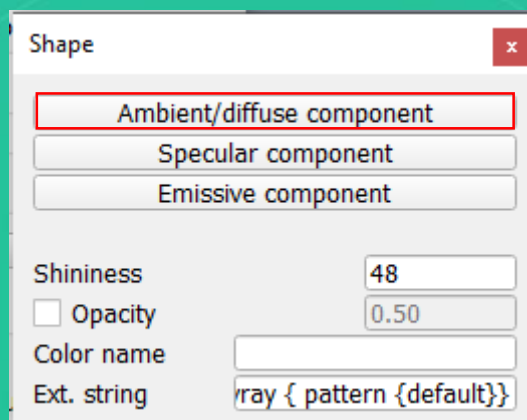 Shape
x
Ambient/diffuse component
Specular component
Emissive component
Shininess 48
Opacity 0.50
Color name
Ext. string { pattern {default}}